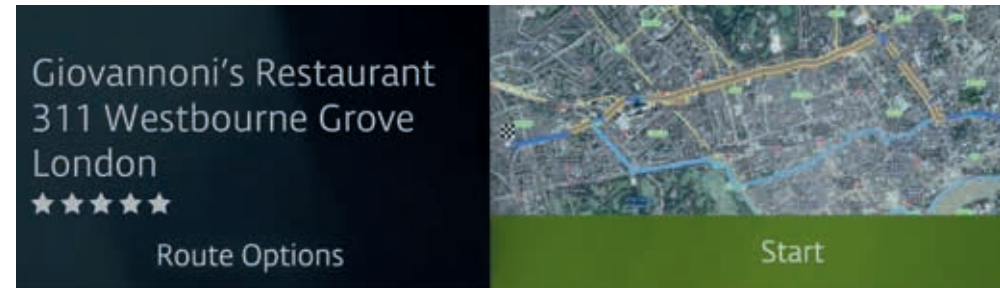 Giovannoni's Restaurant
311 Westbourne Grove
London
Route Options
Start